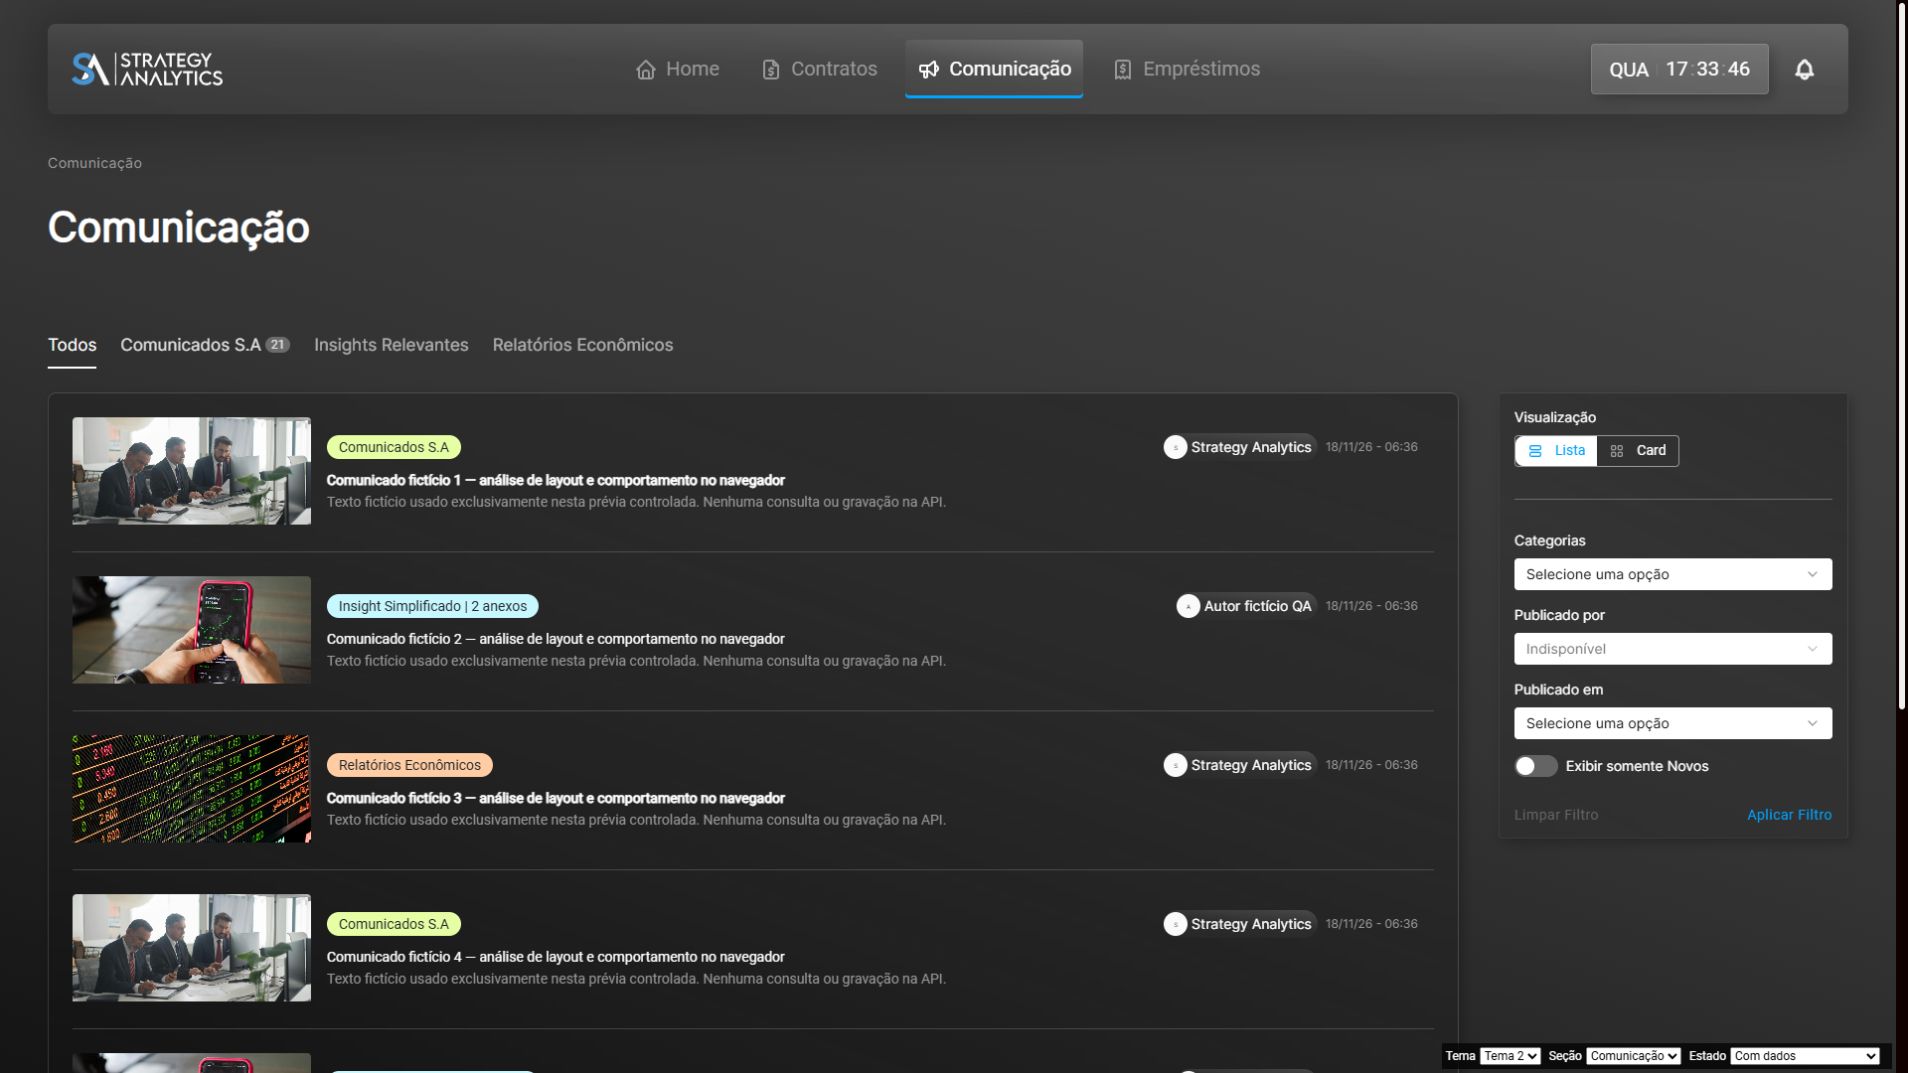 STRATEGY
ANALYTICS
Home
Contratos
Comunicação
Empréstimos
QUA 17:33:46
Comunicação
Comunicação
Todos
Comunicados S.A 21
Insights Relevantes
Relatórios Econômicos
Comunicados S.A
Strategy Analytics 18/11/26 - 06:36
Comunicado fictício 1 — análise de layout e comportamento no navegador
Texto fictício usado exclusivamente nesta prévia controlada. Nenhuma consulta ou gravação na API.
Insight Simplificado | 2 anexos
Autor fictício QA 18/11/26 - 06:36
Comunicado fictício 2 — análise de layout e comportamento no navegador
Texto fictício usado exclusivamente nesta prévia controlada. Nenhuma consulta ou gravação na API.
Relatórios Econômicos
Strategy Analytics 18/11/26 - 06:36
Comunicado fictício 3 — análise de layout e comportamento no navegador
Texto fictício usado exclusivamente nesta prévia controlada. Nenhuma consulta ou gravação na API.
Comunicados S.A
Strategy Analytics 18/11/26 - 06:36
Comunicado fictício 4 — análise de layout e comportamento no navegador
Texto fictício usado exclusivamente nesta prévia controlada. Nenhuma consulta ou gravação na API.
Visualização
Lista
Card
Categorias
Selecione uma opção
Publicado por
Indisponível
Publicado em
Selecione uma opção
Exibir somente Novos
Limpar Filtro
Aplicar Filtro
Tema Tema 2 Seção Comunicação Estado Com dados